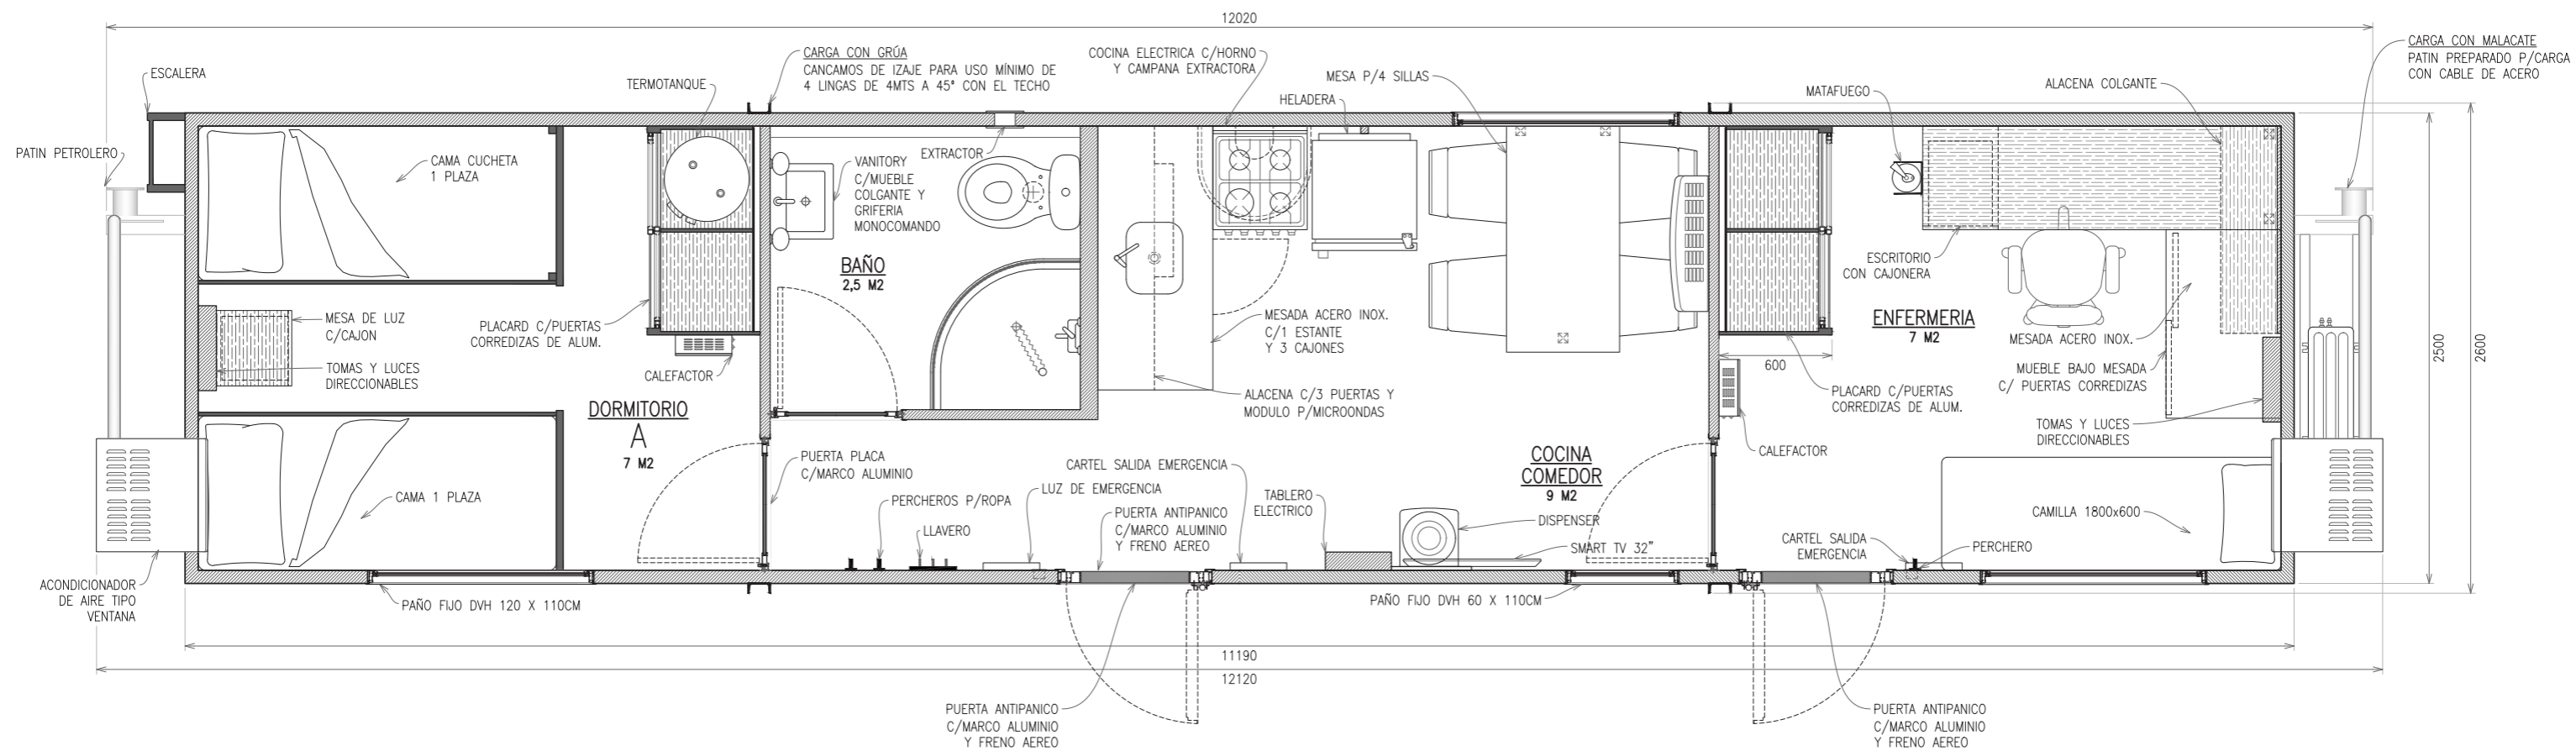 12020
CARGA CON GRÚA
CANCAMOS DE IZAJE PARA USO MÍNIMO DE
4 LINGAS DE 4MTS A 45° CON EL TECHO
COCINA ELECTRICA C/HORNO
Y CAMPANA EXTRACTORA
CARGA CON MALACATE
PATIN PREPARADO P/CARGA
CON CABLE DE ACERO
ESCALERA
TERMOTANQUE
MESA P/4 SILLAS
HELADERA
MATAFUEGO
ALACENA COLGANTE
PATIN PETROLERO
CAMA CUCHETA
1 PLAZA
VANITORY
C/MUEBLE
COLGANTE Y
GRIFERIA
MONOCOMANDO
EXTRACTOR
BAÑO
2,5 M2
ESCRITORIO
CON CAJONERA
MESA DE LUZ
C/CAJON
PLACARD C/PUERTAS
CORREDIZAS DE ALUM.
MESADA ACERO INOX.
C/1 ESTANTE
Y 3 CAJONES
ENFERMERIA
7 M2
MESADA ACERO INOX.
2500
2600
TOMAS Y LUCES
DIRECCIONABLES
CALEFACTOR
600
MUEBLE BAJO MESADA
C/ PUERTAS CORREDIZAS
ALACENA C/3 PUERTAS Y
MODULO P/MICROONDAS
PLACARD C/PUERTAS
CORREDIZAS DE ALUM.
DORMITORIO
A
7 M2
TOMAS Y LUCES
DIRECCIONABLES
PUERTA PLACA
C/MARCO ALUMINIO
CARTEL SALIDA EMERGENCIA
COCINA
COMEDOR
9 M2
CALEFACTOR
CAMA 1 PLAZA
PERCHEROS P/ROPA
LUZ DE EMERGENCIA
TABLERO
ELECTRICO
LLAVERO
PUERTA ANTIPANICO
C/MARCO ALUMINIO
Y FRENO AEREO
DISPENSER
CAMILLA 1800x600
SMART TV 32"
CARTEL SALIDA
EMERGENCIA
PERCHERO
ACONDICIONADOR
DE AIRE TIPO
VENTANA
PAÑO FIJO DVH 120 X 110CM
PAÑO FIJO DVH 60 X 110CM
11190
12120
PUERTA ANTIPANICO
C/MARCO ALUMINIO
Y FRENO AEREO
PUERTA ANTIPANICO
C/MARCO ALUMINIO
Y FRENO AEREO